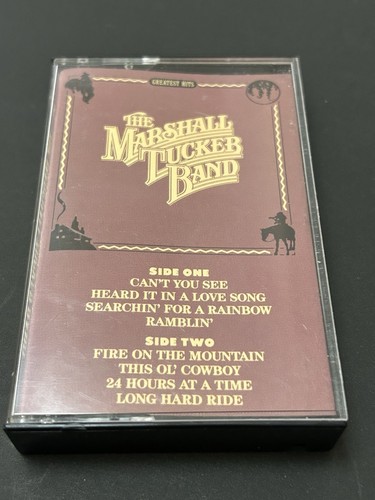 GREATEST HITS
THE
MARSHALL
TUCKER
BAND
SIDE ONE
CAN'T YOU SEE
HEARD IT IN A LOVE SONG
SEARCHIN' FOR A RAINBOW
RAMBLIN'
SIDE TWO
FIRE ON THE MOUNTAIN
THIS OL' COWBOY
24 HOURS AT A TIME
LONG HARD RIDE